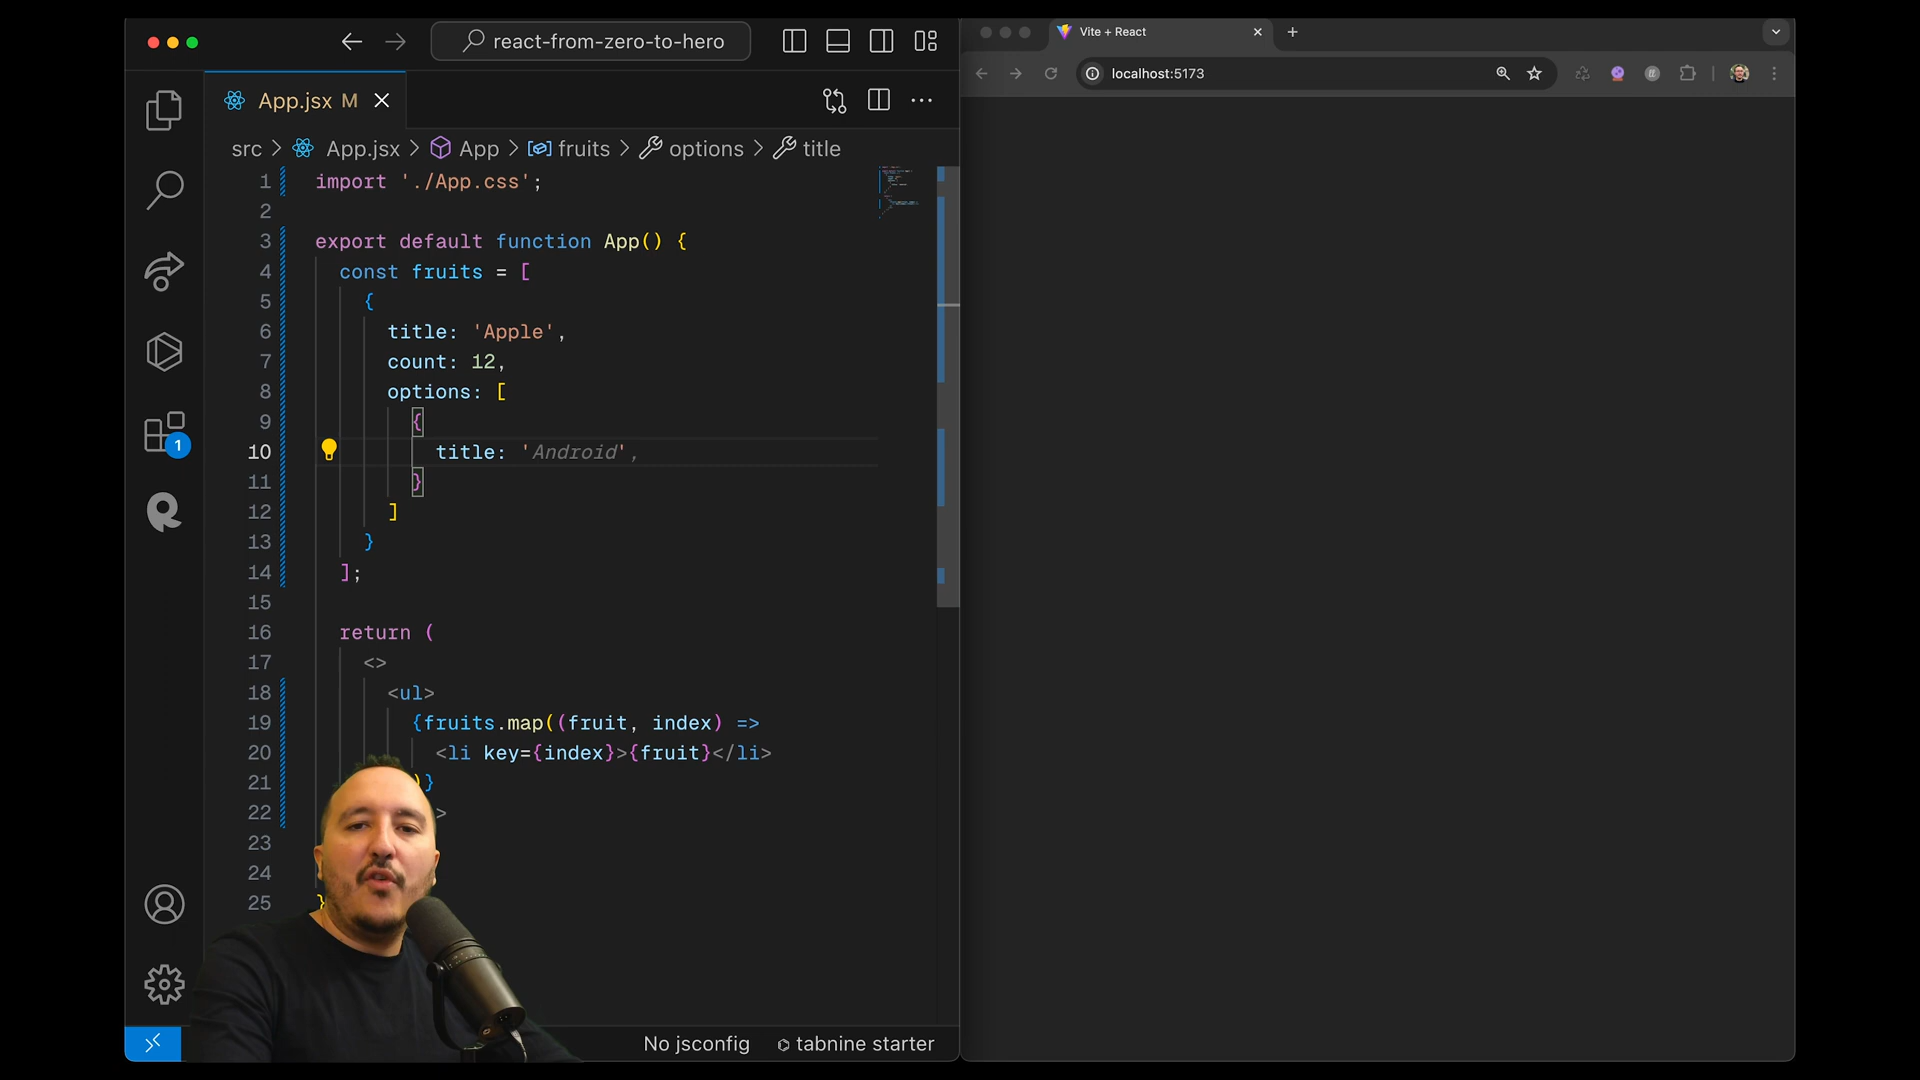 react-from-zero-to-hero
Vite + React
localhost:5173
App.jsx M
src > App.jsx > App > fruits > options > title
1 import './App.css';
2
3 export default function App() {
4 const fruits = [
5 {
6 title: 'Apple',
7 count: 12,
8 options: [
9 {
10 title: 'Android',
11 }
12 ]
13 }
14 ];
15
16 return (
17 <>
18 <ul>
19 {fruits.map((fruit, index) =>
20 <li key={index}>{fruit}</li>
21 )}
22 >
23
24
25 }
1
No jsconfig
tabnine starter